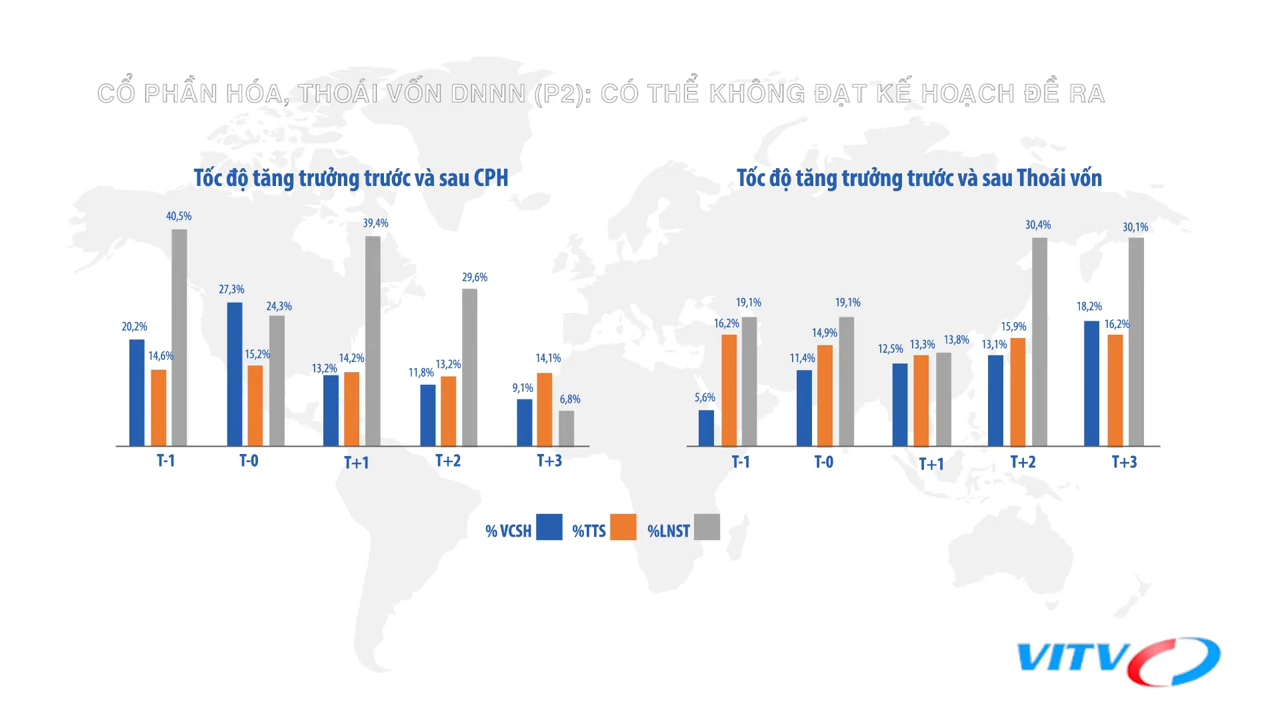 CỔ PHẦN HÓA, THOÁI VỐN DNNN (P2): CÓ THỂ KHÔNG ĐẠT KẾ HOẠCH ĐỀ RA
Tốc độ tăng trưởng trước và sau CPH
20,2%
14,6%
40,5%
27,3%
15,2%
24,3%
13,2%
14,2%
39,4%
11,8%
13,2%
29,6%
9,1%
14,1%
6,8%
T-1
T-0
T+1
T+2
T+3
Tốc độ tăng trưởng trước và sau Thoái vốn
5,6%
16,2%
19,1%
11,4%
14,9%
19,1%
12,5%
13,3%
13,8%
13,1%
15,9%
30,4%
18,2%
16,2%
30,1%
T-1
T-0
T+1
T+2
T+3
% VCSH
%TTS
%LNST
VITV